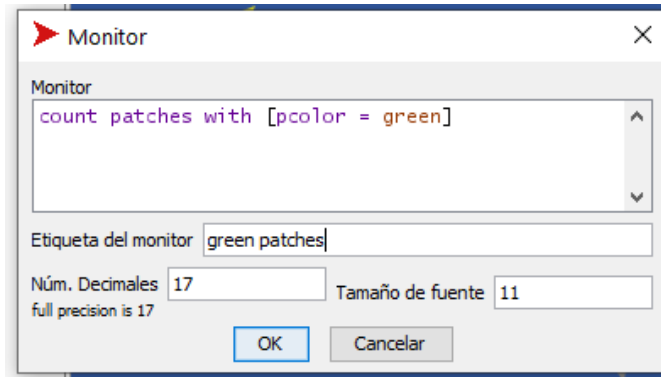 Monitor
Monitor
count patches with [pcolor = green]
Etiqueta del monitor green patches
Núm. Decimales 17 Tamaño de fuente 11
full precision is 17
OK Cancelar